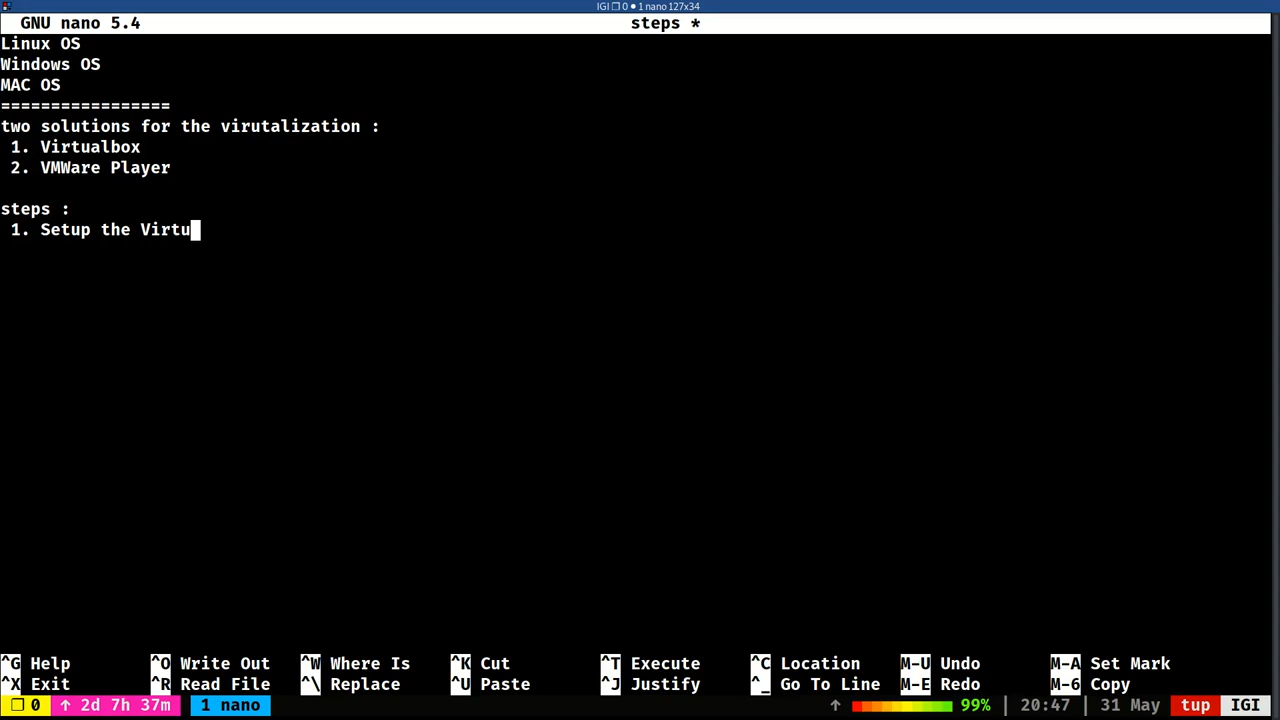 IGI ❐ 0 ● 1 nano 127x34
GNU nano 5.4 steps *
Linux OS
Windows OS
MAC OS
=================
two solutions for the virutalization :
1. Virtualbox
2. VMWare Player
steps :
1. Setup the Virtu
^G Help ^O Write Out ^W Where Is ^K Cut ^T Execute ^C Location M-U Undo M-A Set Mark
^X Exit ^R Read File ^\ Replace ^U Paste ^J Justify ^_ Go To Line M-E Redo M-6 Copy
❐ 0 ↑ 2d 7h 37m 1 nano ↑ 99% | 20:47 | 31 May tup IGI